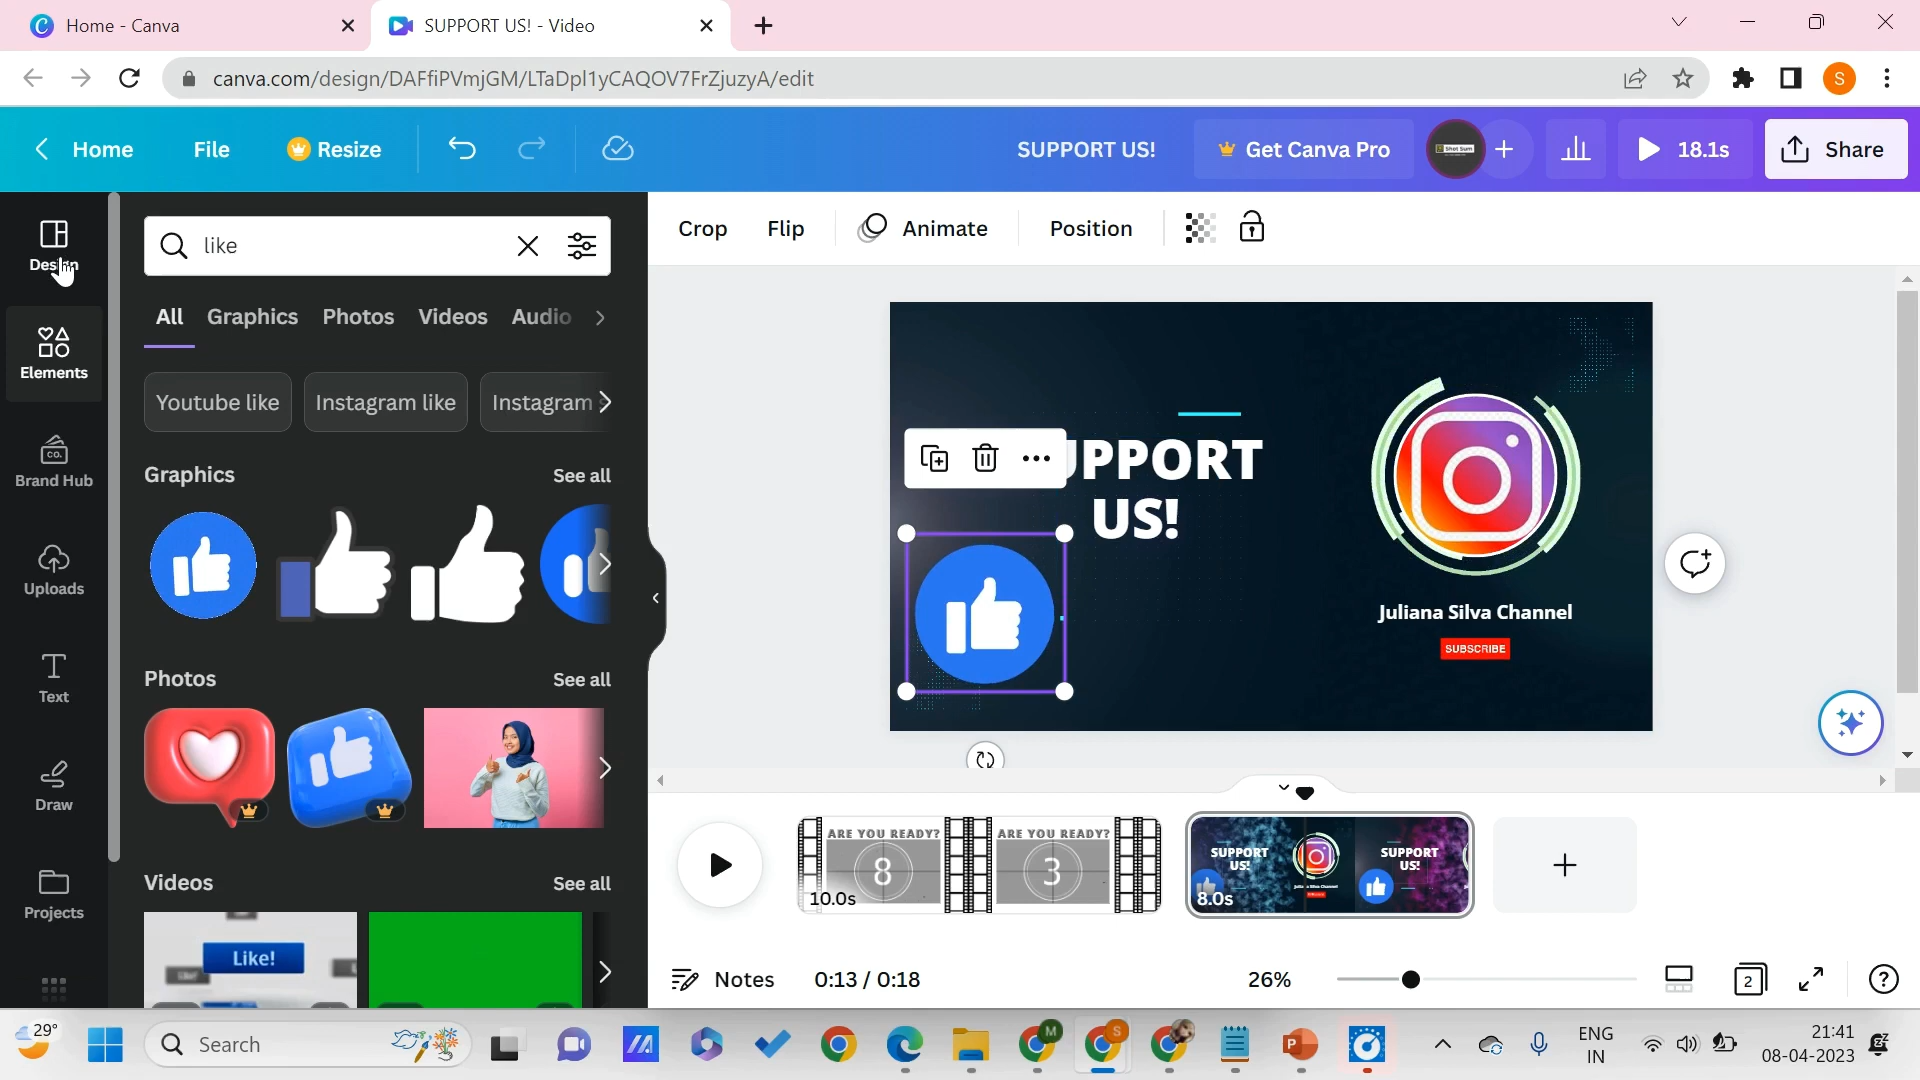 Home - Canva
SUPPORT US! - Video
canva.com/design/DAFfiPVmjGM/LTaDpl1yCAQOV7FrZjuzyA/edit
S
Home
File
Resize
SUPPORT US!
Get Canva Pro
18.1s
Share
Design
Elements
Brand Hub
Uploads
Text
Draw
Projects
like
All
Graphics
Photos
Videos
Audio
Youtube like
Instagram like
Instagram
Graphics
See all
Photos
See all
Videos
See all
Like!
Crop
Flip
Animate
Position
UPPORT
US!
Juliana Silva Channel
SUBSCRIBE
ARE YOU READY?
8
10.0s
ARE YOU READY?
3
SUPPORT
US!
8.0s
SUPPORT
US!
Notes
0:13 / 0:18
26%
2
29°
Search
M
S
P
ENG
IN
21:41
08-04-2023